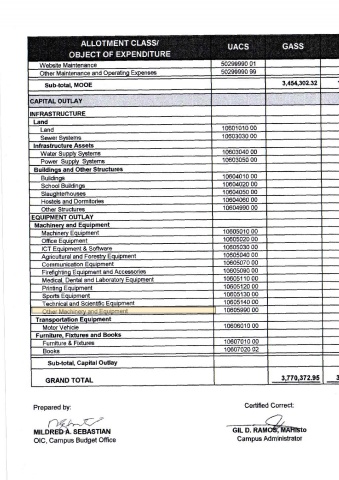 ALLOTMENT CLASS/ OBJECT OF EXPENDITURE UACS GASS
Website Maintenance 50299990 01
Other Maintenance and Operating Expenses 50299990 99
Sub-total, MOOE 3,454,302.32
CAPITAL OUTLAY
INFRASTRUCTURE
Land
Land 10601010 00
Sewer Systems 10603030 00
Infrastructure Assets
Water Supply Systems 10603040 00
Power Supply Systems 10603050 00
Buildings and Other Structures
Buildings 10604010 00
School Buildings 10604020 00
Slaughterhouses 10604050 00
Hostels and Dormitories 10604060 00
Other Structures 10604990 00
EQUIPMENT OUTLAY
Machinery and Equipment
Machinery Equipment 10605010 00
Office Equipment 10605020 00
ICT Equipment & Software 10605030 00
Agricultural and Forestry Equipment 10605040 00
Communication Equipment 10605070 00
Firefighting Equipment and Accessories 10605090 00
Medical, Dental and Laboratory Equipment 10605110 00
Printing Equipment 10605120 00
Sports Equipment 10605130 00
Technical and Scientific Equipment 10605140 00
Other Machinery and Equipment 10605990 00
Transportation Equipment
Motor Vehicle 10606010 00
Furniture, Fixtures and Books
Furniture & Fixtures 10607010 00
Books 10607020 02
Sub-total, Capital Outlay
GRAND TOTAL 3,770,372.95 3
Prepared by: Certified Correct:
MILDRED A. SEBASTIAN GIL D. RAMOS, MAHisto
OIC, Campus Budget Office Campus Administrator